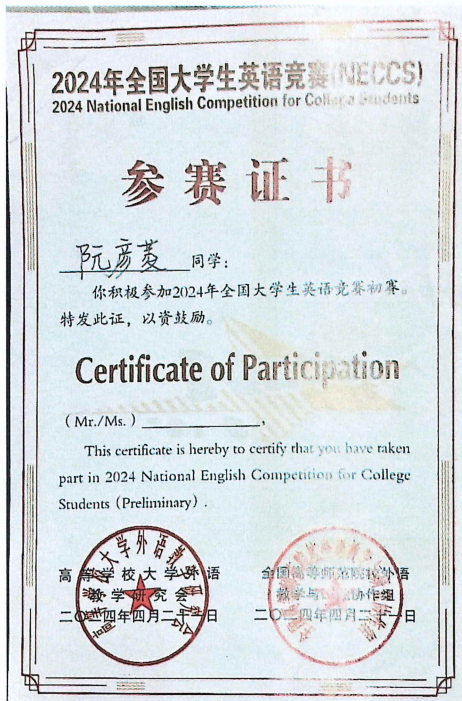 2024年全国大学生英语竞赛(NECCS)
2024 National English Competition for College Students
参赛证书
阮彦菱 同学:
你积极参加2024年全国大学生英语竞赛初赛。
特发此证,以资鼓励。
Certificate of Participation
(Mr./Ms.) ,
This certificate is hereby to certify that you have taken
part in 2024 National English Competition for College
Students (Preliminary).
高等院校大学外语
教学研究会
二〇二四年四月二十一日
全国高等师范院校外语
教学与 协作组
二〇二四年四月二十一日